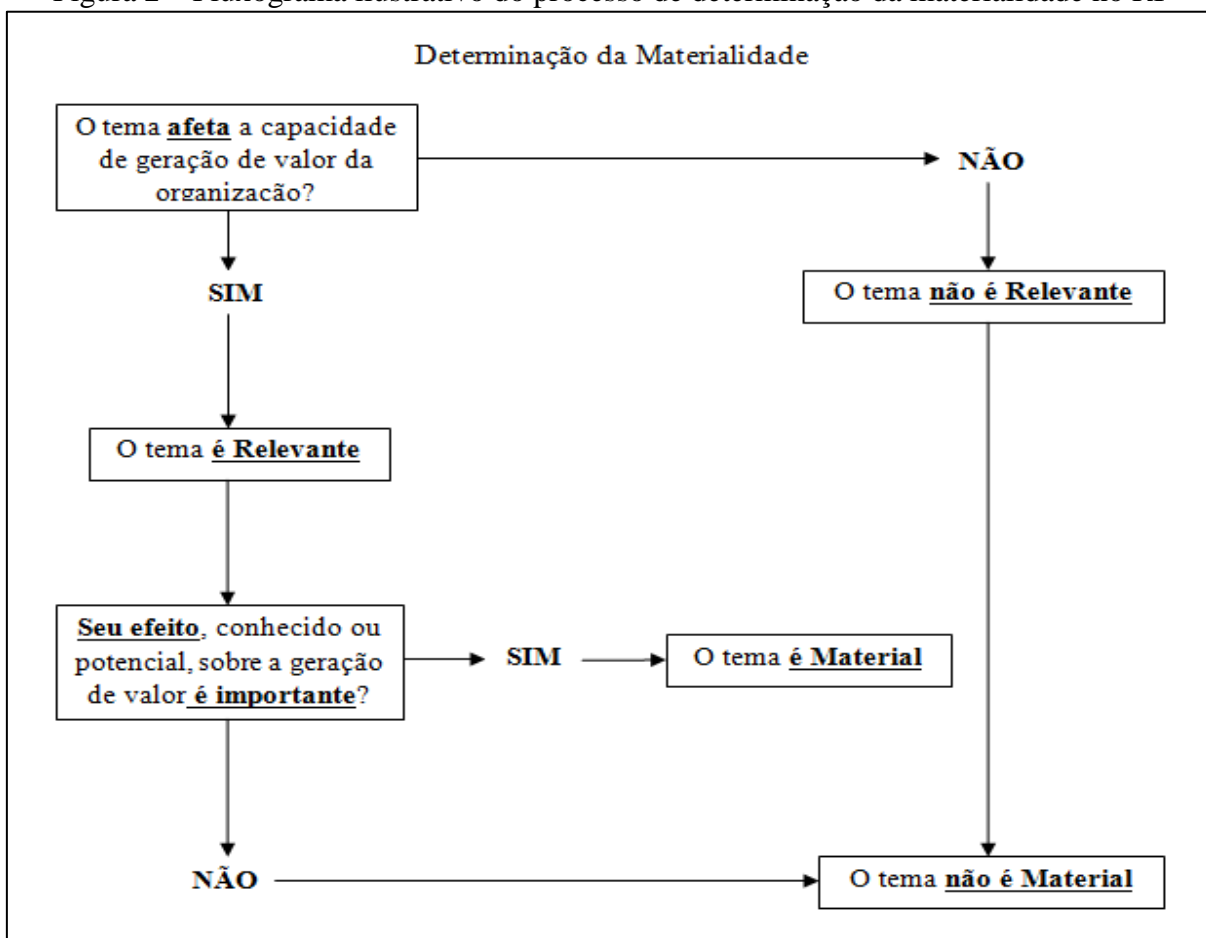 Determinação da Materialidade
O tema afeta a capacidade
de geração de valor da
organização?
NÃO
SIM
O tema não é Relevante
O tema é Relevante
Seu efeito, conhecido ou
potencial, sobre a geração
de valor é importante?
SIM
O tema é Material
NÃO
O tema não é Material